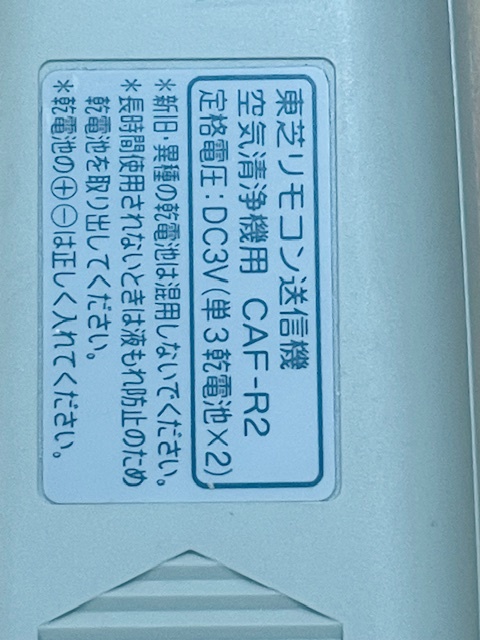 東芝リモコン送信機
空気清浄機用 CAF-R2
定格電圧:DC3V(単3乾電池×2)
*新旧・異種の乾電池は混用しないでください。
*長時間使用されないときは液もれ防止のため
乾電池を取り出してください。
*乾電池の⊕⊖は正しく入れてください。